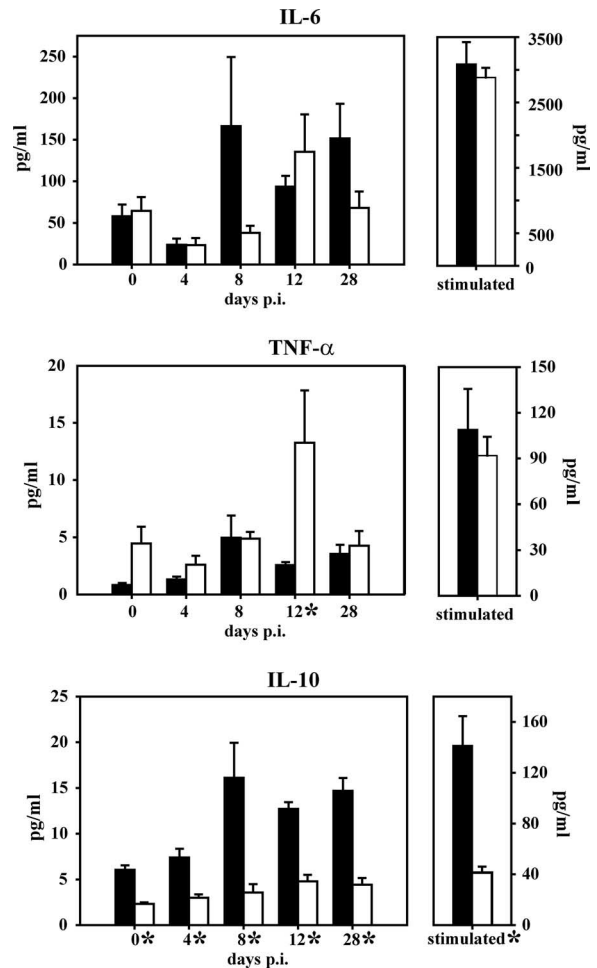 IL-6
250
200
150
100
50
0
pg/ml
0 4 8 12 28
days p.i.
3500
2500
1500
500
0
pg/ml
stimulated
TNF-α
20
15
10
5
0
pg/ml
0 4 8 12* 28
days p.i.
150
120
90
60
30
0
pg/ml
stimulated
IL-10
25
20
15
10
5
0
pg/ml
0* 4* 8* 12* 28*
days p.i.
160
120
80
40
0
pg/ml
stimulated*